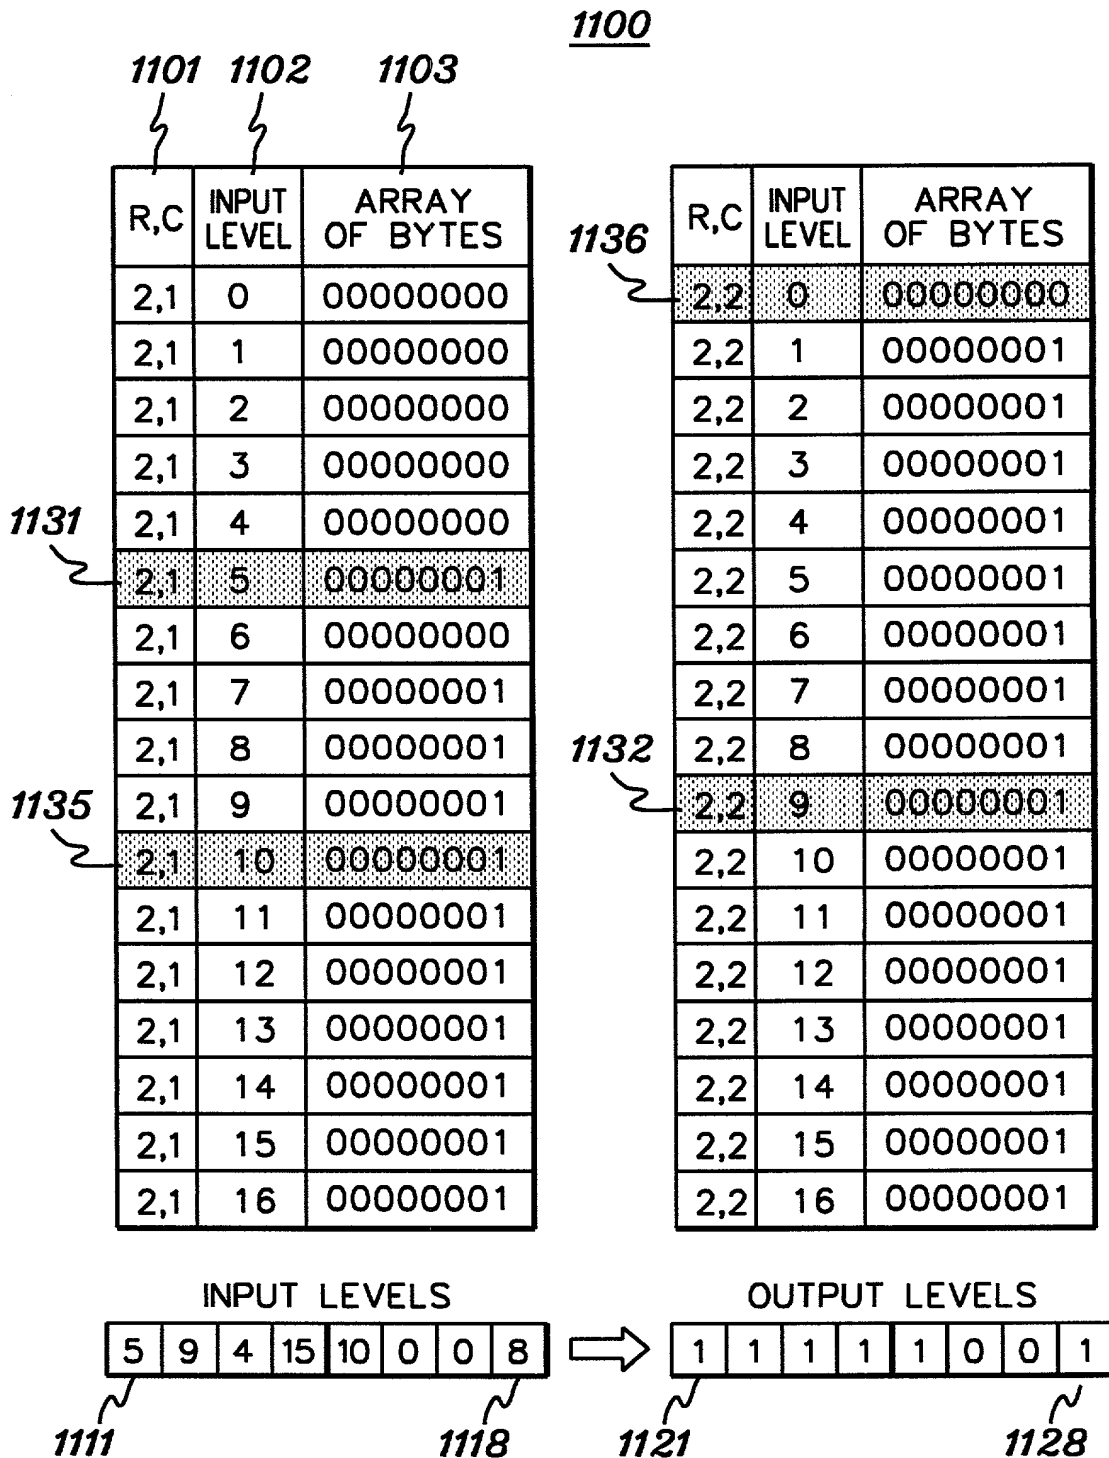 1100
1101 1102 1103
R,C INPUT LEVEL ARRAY OF BYTES
2,1 0 00000000
2,1 1 00000000
2,1 2 00000000
2,1 3 00000000
2,1 4 00000000
1131
2,1 5 00000001
2,1 6 00000000
2,1 7 00000001
2,1 8 00000001
2,1 9 00000001
1135
2,1 10 00000001
2,1 11 00000001
2,1 12 00000001
2,1 13 00000001
2,1 14 00000001
2,1 15 00000001
2,1 16 00000001
R,C INPUT LEVEL ARRAY OF BYTES
1136
2,2 0 00000000
2,2 1 00000001
2,2 2 00000001
2,2 3 00000001
2,2 4 00000001
2,2 5 00000001
2,2 6 00000001
2,2 7 00000001
2,2 8 00000001
1132
2,2 9 00000001
2,2 10 00000001
2,2 11 00000001
2,2 12 00000001
2,2 13 00000001
2,2 14 00000001
2,2 15 00000001
2,2 16 00000001
INPUT LEVELS
5 9 4 15 10 0 0 8
1111 1118
OUTPUT LEVELS
1 1 1 1 1 0 0 1
1121 1128